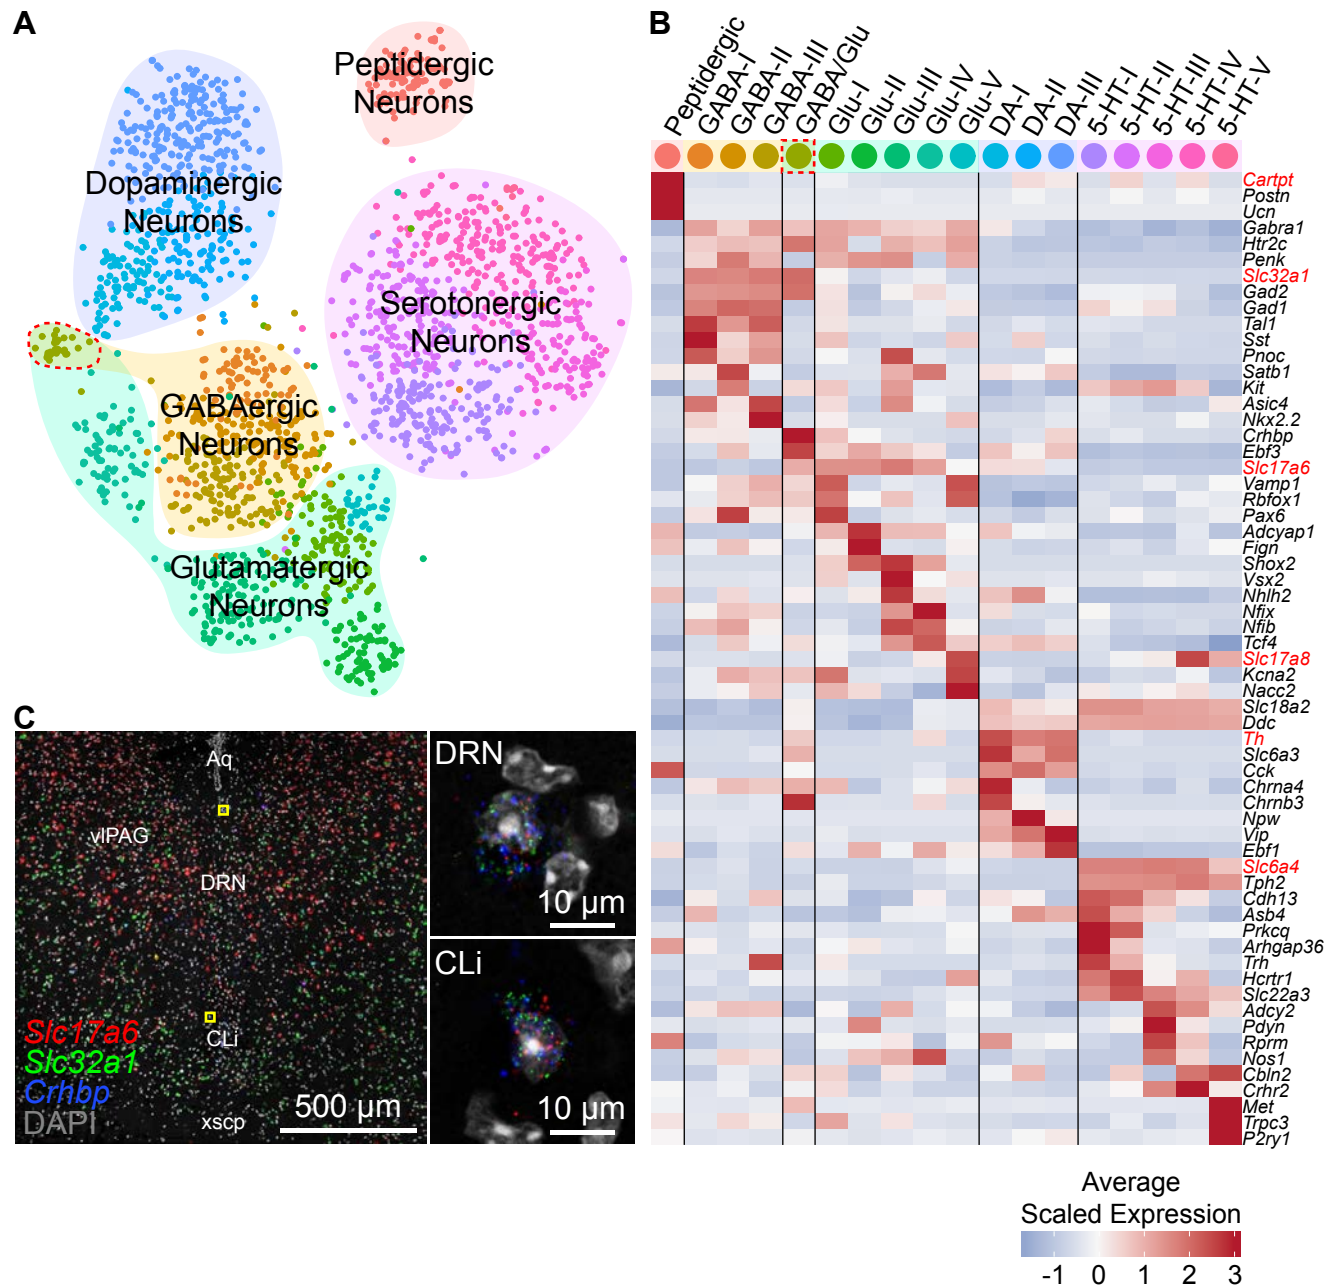 A
Peptidergic
Neurons
Dopaminergic
Neurons
Serotonergic
Neurons
GABAergic
Neurons
Glutamatergic
Neurons
B
Peptidergic
GABA-I
GABA-II
GABA-III
GABA/Glu
Glu-I
Glu-II
Glu-III
Glu-IV
Glu-V
DA-I
DA-II
DA-III
5-HT-I
5-HT-II
5-HT-III
5-HT-IV
5-HT-V
Cartpt
Postn
Ucn
Gabra1
Htr2c
Penk
Slc32a1
Gad2
Gad1
Tal1
Sst
Pnoc
Satb1
Kit
Asic4
Nkx2.2
Crhbp
Ebf3
Slc17a6
Vamp1
Rbfox1
Pax6
Adcyap1
Fign
Shox2
Vsx2
Nhlh2
Nfix
Nfib
Tcf4
Slc17a8
Kcna2
Nacc2
Slc18a2
Ddc
Th
Slc6a3
Cck
Chrna4
Chrnb3
Npw
Vip
Ebf1
Slc6a4
Tph2
Cdh13
Asb4
Prkcq
Arhgap36
Trh
Hcrtr1
Slc22a3
Adcy2
Pdyn
Rprm
Nos1
Cbln2
Crhr2
Met
Trpc3
P2ry1
Average
Scaled Expression
-1 0 1 2 3
C
Aq
vlPAG
DRN
CLi
xscp
Slc17a6
Slc32a1
Crhbp
DAPI
500 µm
DRN
10 µm
CLi
10 µm